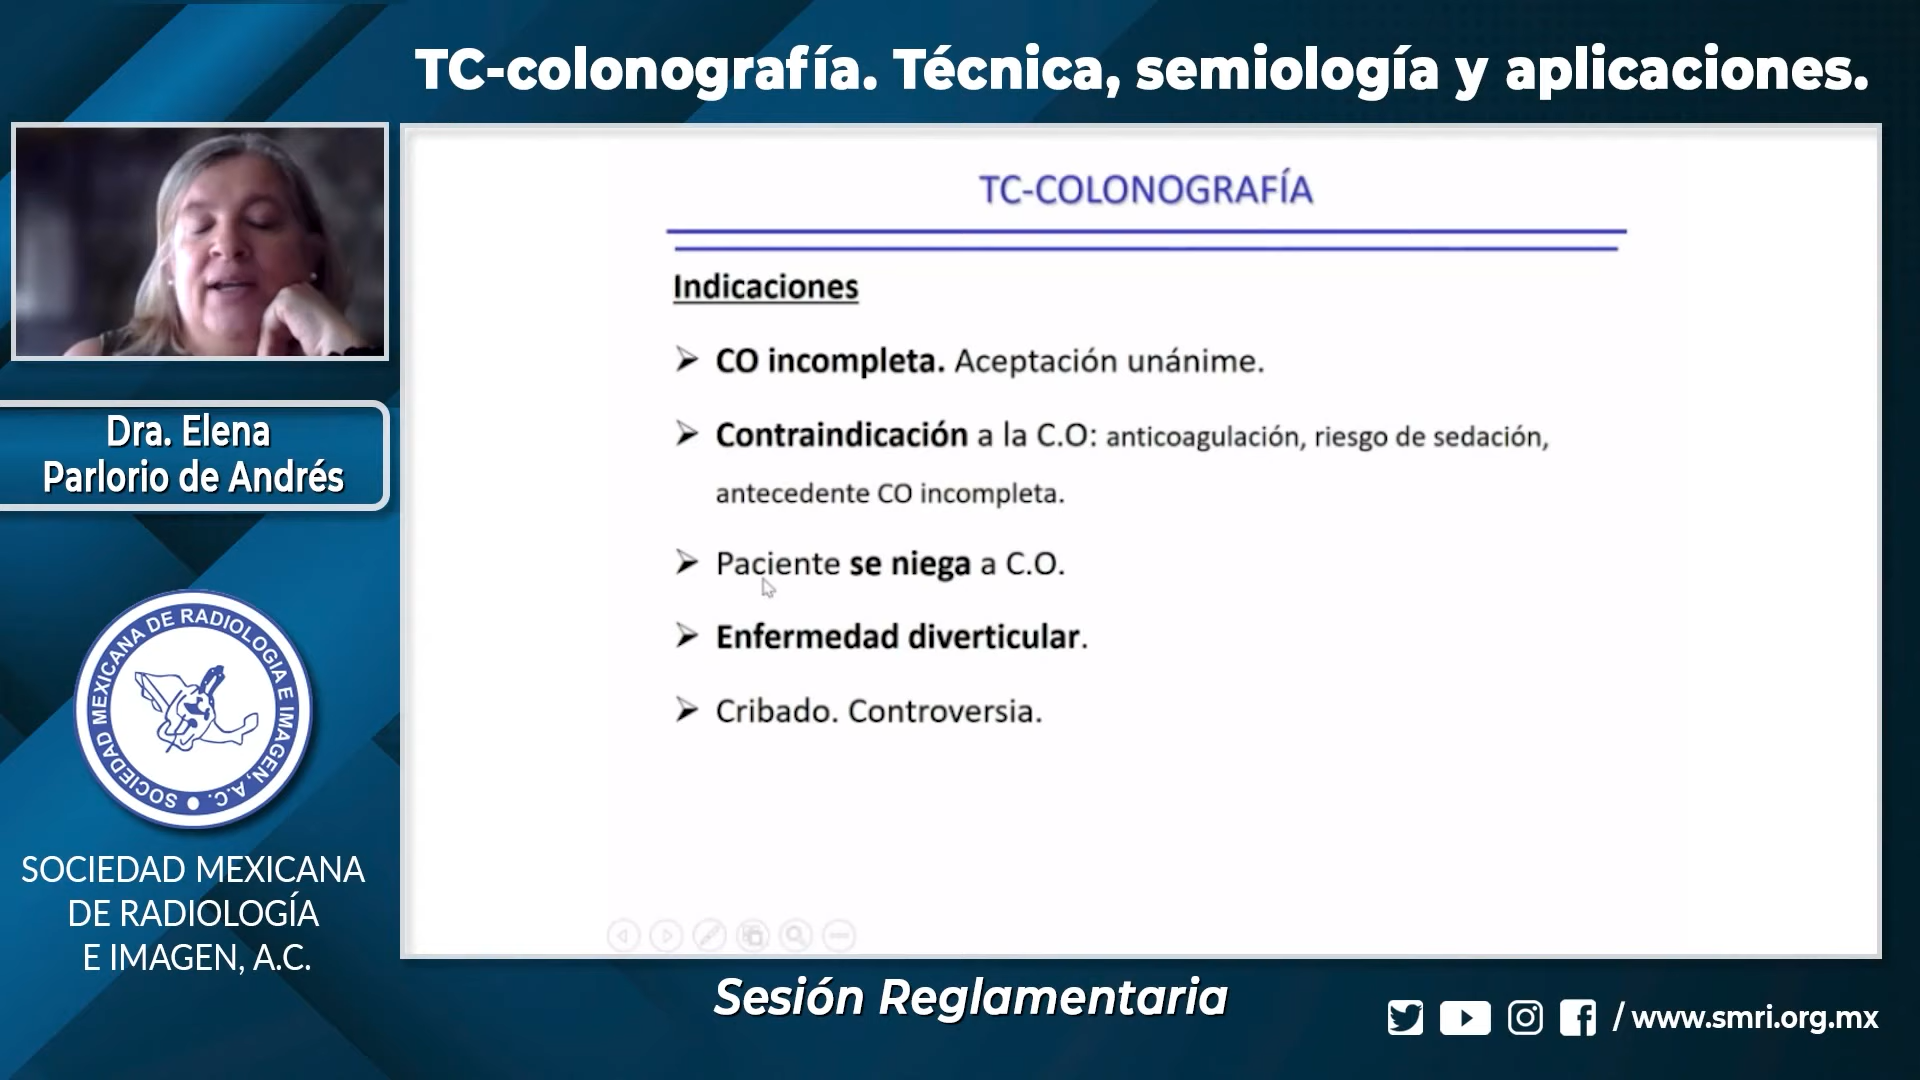 TC-colonografía. Técnica, semiología y aplicaciones.
TC-COLONOGRAFÍA
Indicaciones
CO incompleta. Aceptación unánime.
Contraindicación a la C.O: anticoagulación, riesgo de sedación,
antecedente CO incompleta.
Paciente se niega a C.O.
Enfermedad diverticular.
Cribado. Controversia.
Dra. Elena
Parlorio de Andrés
SOCIEDAD MEXICANA DE RADIOLOGIA E IMAGEN, A.C.
SOCIEDAD MEXICANA
DE RADIOLOGÍA
E IMAGEN, A.C.
Sesión Reglamentaria
/ www.smri.org.mx